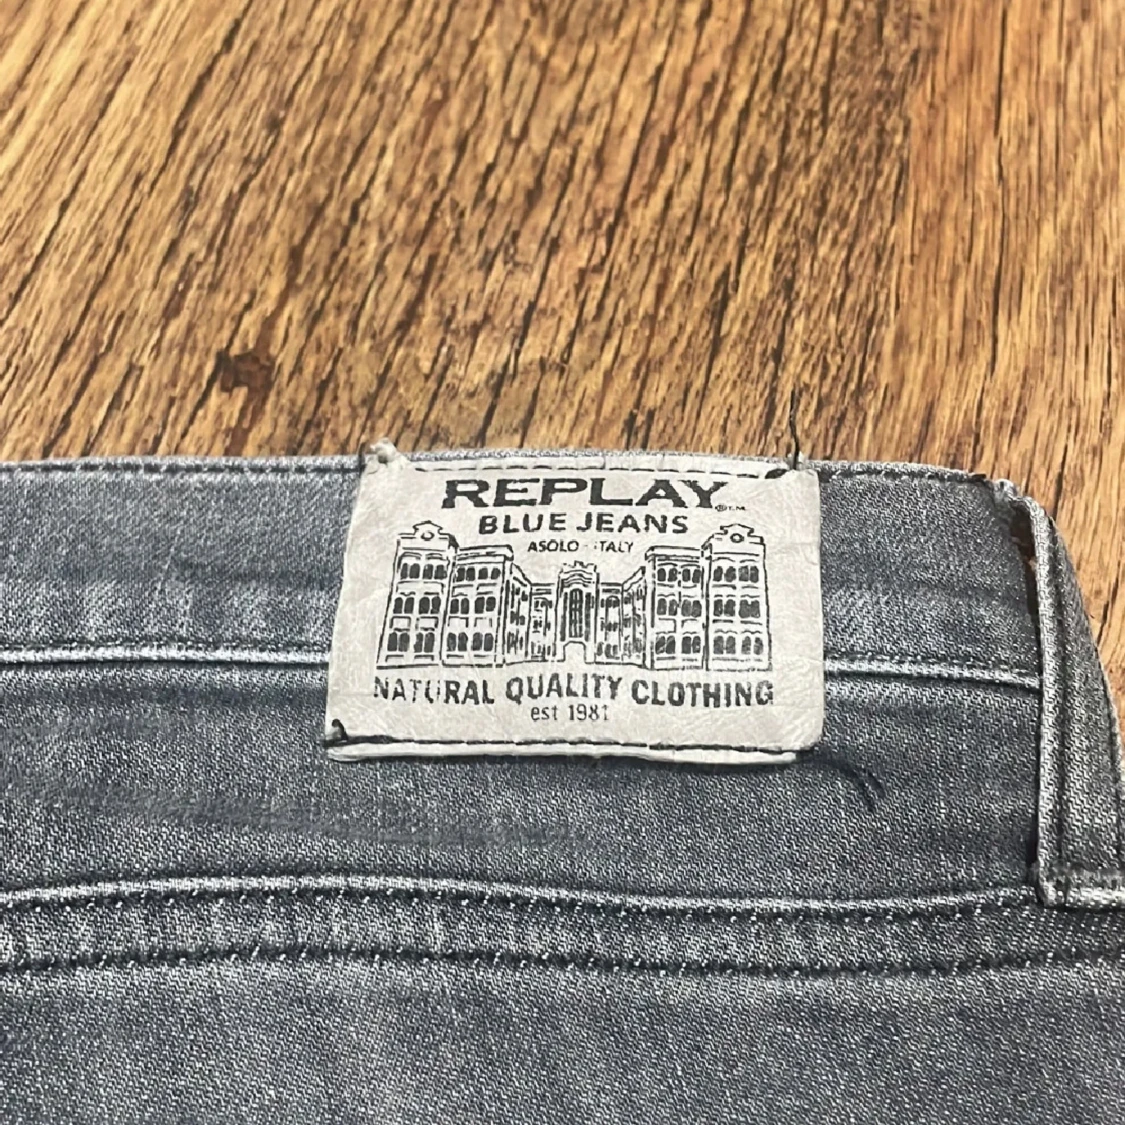 REPLAY ® T.M.
BLUE JEANS
ASOLO - ITALY
NATURAL QUALITY CLOTHING
est 1981